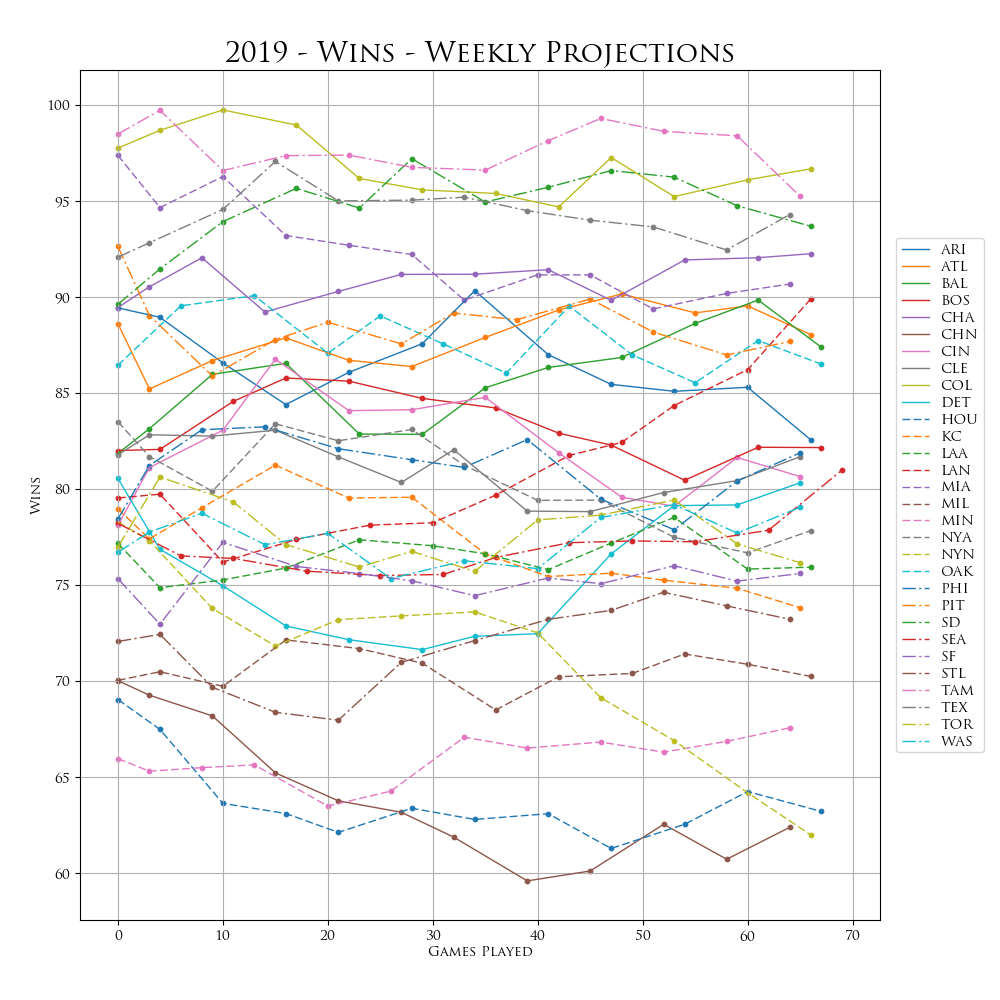 2019 - Wins - Weekly Projections
100
95
90
85
80
75
70
65
60
Wins
0 10 20 30 40 50 60 70
Games Played
ARI
ATL
BAL
BOS
CHA
CHN
CIN
CLE
COL
DET
HOU
KC
LAA
LAN
MIA
MIL
MIN
NYA
NYN
OAK
PHI
PIT
SD
SEA
SF
STL
TAM
TEX
TOR
WAS